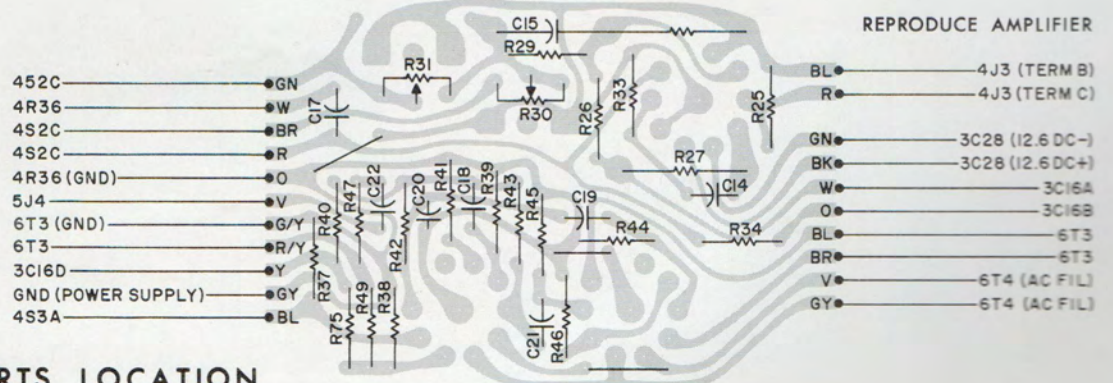 REPRODUCE AMPLIFIER
452C GN
4R36 W
4S2C BR
4S2C R
4R36 (GND) O
5J4 V
6T3 (GND) G/Y
6T3 R/Y
3C16D Y
GND (POWER SUPPLY) GY
4S3A BL
C15
R29
R31
C17
R30
R26
R33
R25
R27
C14
R40
R47
C22
C20
R41
C18
R39
R43
R45
C19
R44
R34
R42
R37
R75
R49
R38
C21
R46
BL 4J3 (TERM B)
R 4J3 (TERM C)
GN 3C28 (12.6 DC-)
BK 3C28 (12.6 DC+)
W 3C16A
O 3C16B
BL 6T3
BR 6T3
V 6T4 (AC FIL)
GY 6T4 (AC FIL)
RTS LOCATION